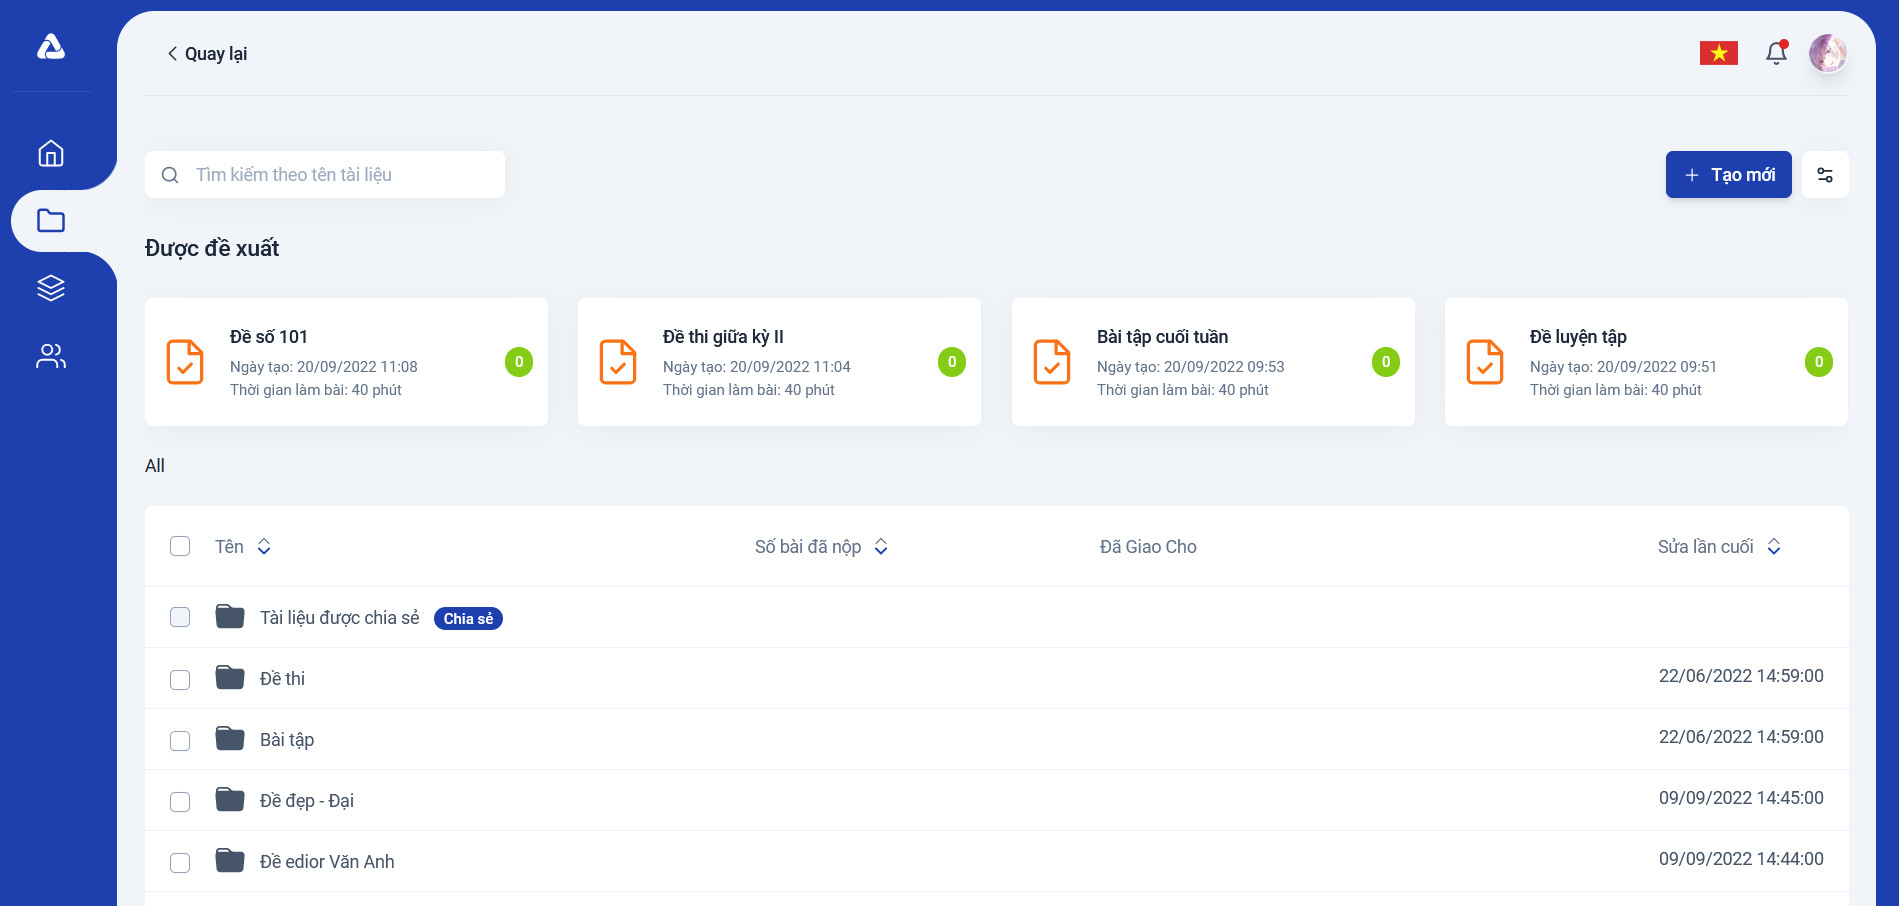 Quay lại
Tìm kiếm theo tên tài liệu
Tạo mới
Được đề xuất
Đề số 101
Ngày tạo: 20/09/2022 11:08
Thời gian làm bài: 40 phút
0
Đề thi giữa kỳ II
Ngày tạo: 20/09/2022 11:04
Thời gian làm bài: 40 phút
0
Bài tập cuối tuần
Ngày tạo: 20/09/2022 09:53
Thời gian làm bài: 40 phút
0
Đề luyện tập
Ngày tạo: 20/09/2022 09:51
Thời gian làm bài: 40 phút
0
All
Tên Số bài đã nộp Đã Giao Cho Sửa lần cuối
Tài liệu được chia sẻ Chia sẻ
Đề thi 22/06/2022 14:59:00
Bài tập 22/06/2022 14:59:00
Đề đẹp - Đại 09/09/2022 14:45:00
Đề edior Văn Anh 09/09/2022 14:44:00